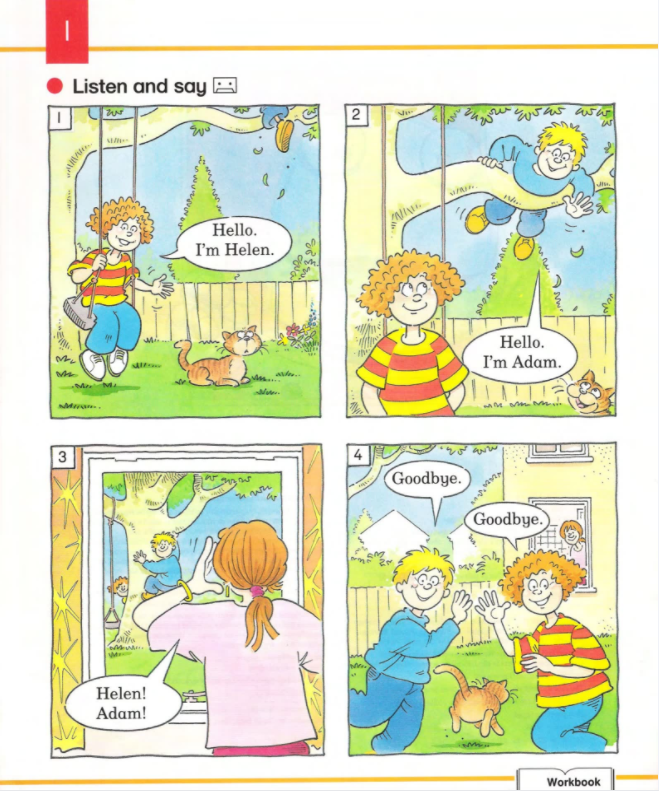 1
Listen and say
1
Hello.
I'm Helen.
2
Hello.
I'm Adam.
3
Helen!
Adam!
4
Goodbye.
Goodbye.
Workbook